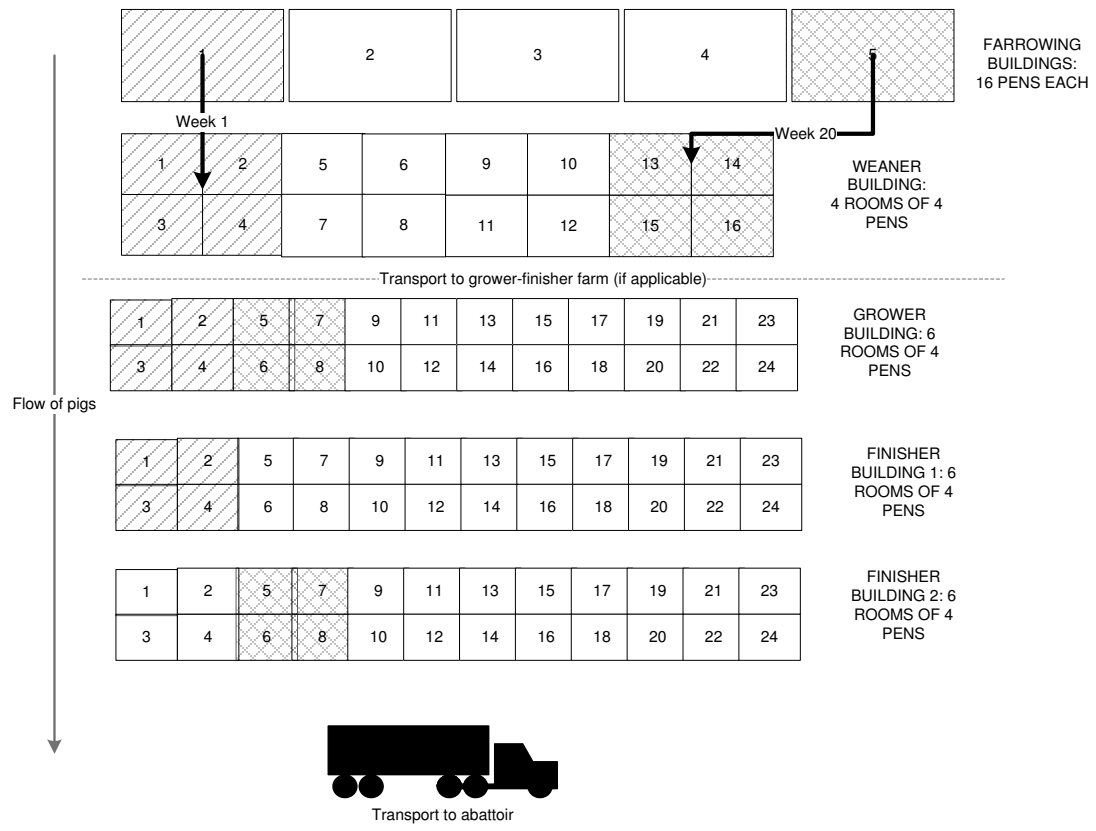 1 2 3 4 5
FARROWING
BUILDINGS:
16 PENS EACH
Week 1
Week 20
1 2 5 6 9 10 13 14
3 4 7 8 11 12 15 16
WEANER
BUILDING:
4 ROOMS OF 4
PENS
Transport to grower-finisher farm (if applicable)
1 2 5 7 9 11 13 15 17 19 21 23
3 4 6 8 10 12 14 16 18 20 22 24
GROWER
BUILDING: 6
ROOMS OF 4
PENS
Flow of pigs
1 2 5 7 9 11 13 15 17 19 21 23
3 4 6 8 10 12 14 16 18 20 22 24
FINISHER
BUILDING 1: 6
ROOMS OF 4
PENS
1 2 5 7 9 11 13 15 17 19 21 23
3 4 6 8 10 12 14 16 18 20 22 24
FINISHER
BUILDING 2: 6
ROOMS OF 4
PENS
Transport to abattoir